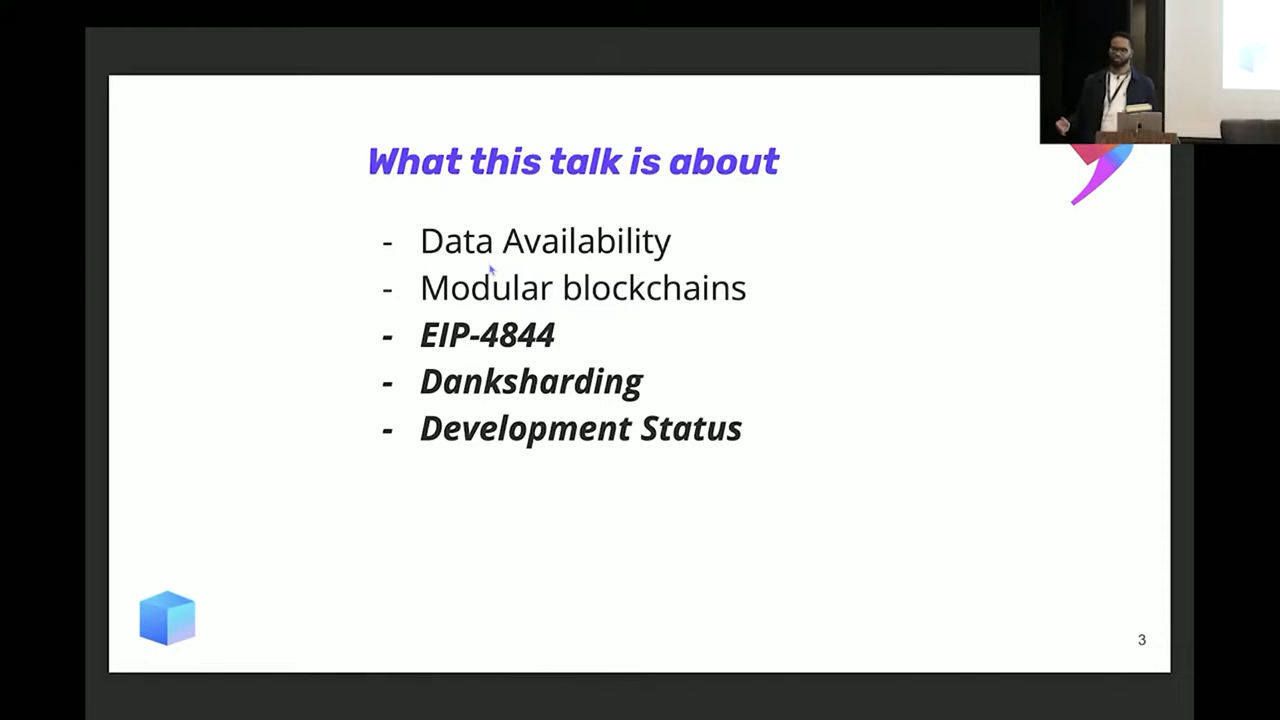 What this talk is about
- Data Availability
- Modular blockchains
- EIP-4844
- Danksharding
- Development Status
3